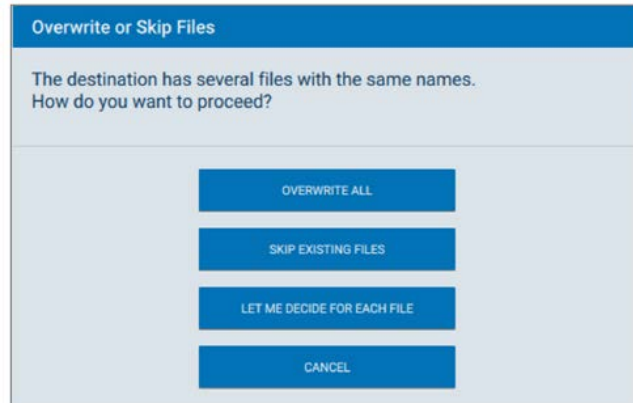 Overwrite or Skip Files
The destination has several files with the same names.
How do you want to proceed?
OVERWRITE ALL
SKIP EXISTING FILES
LET ME DECIDE FOR EACH FILE
CANCEL